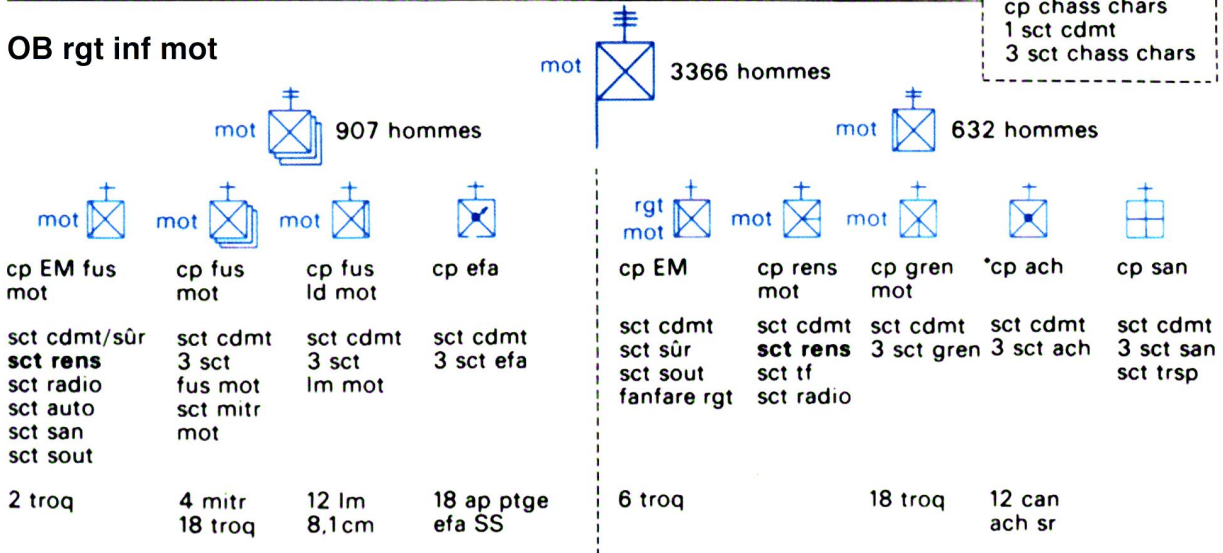 cp chass chars
1 sct cdmt
3 sct chass chars
OB rgt inf mot
mot 3366 hommes
mot 907 hommes
mot 632 hommes
mot
cp EM fus
mot
sct cdmt/sûr
sct rens
sct radio
sct auto
sct san
sct sout
2 troq
mot
cp fus
mot
sct cdmt
3 sct
fus mot
sct mitr
mot
4 mitr
18 troq
mot
cp fus
ld mot
sct cdmt
3 sct
lm mot
12 lm
8,1 cm
cp efa
sct cdmt
3 sct efa
18 ap ptge
efa SS
rgt
mot
cp EM
sct cdmt
sct sûr
sct sout
fanfare rgt
6 troq
mot
cp rens
mot
sct cdmt
sct rens
sct tf
sct radio
mot
cp gren
mot
sct cdmt
3 sct gren
18 troq
*cp ach
sct cdmt
3 sct ach
12 can
ach sr
cp san
sct cdmt
3 sct san
sct trsp